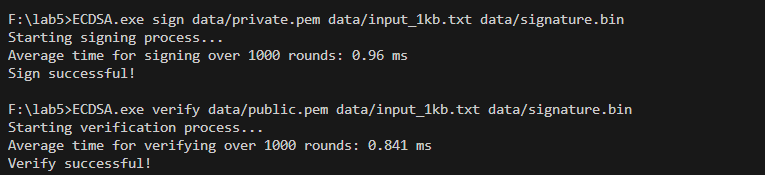 F:\lab5>ECDSA.exe sign data/private.pem data/input_1kb.txt data/signature.bin
Starting signing process...
Average time for signing over 1000 rounds: 0.96 ms
Sign successful!
F:\lab5>ECDSA.exe verify data/public.pem data/input_1kb.txt data/signature.bin
Starting verification process...
Average time for verifying over 1000 rounds: 0.841 ms
Verify successful!